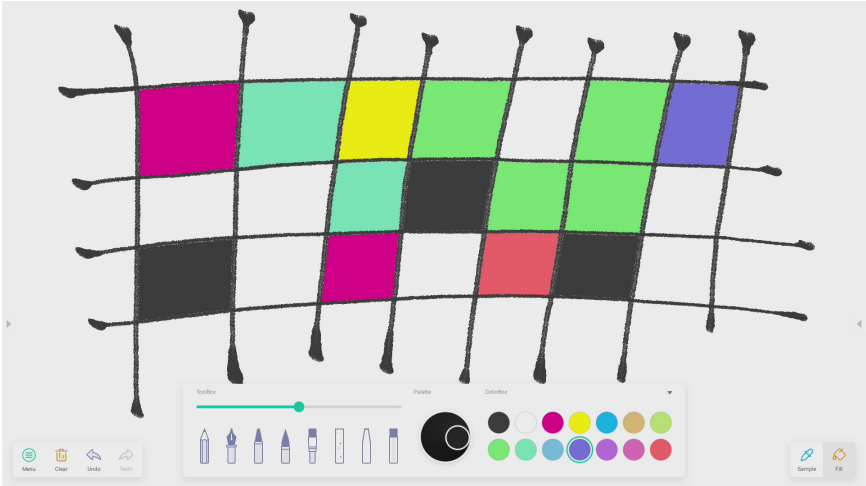 Toolbox
Palette
Colorbox
Menu
Clear
Undo
Redo
Sample
Fill